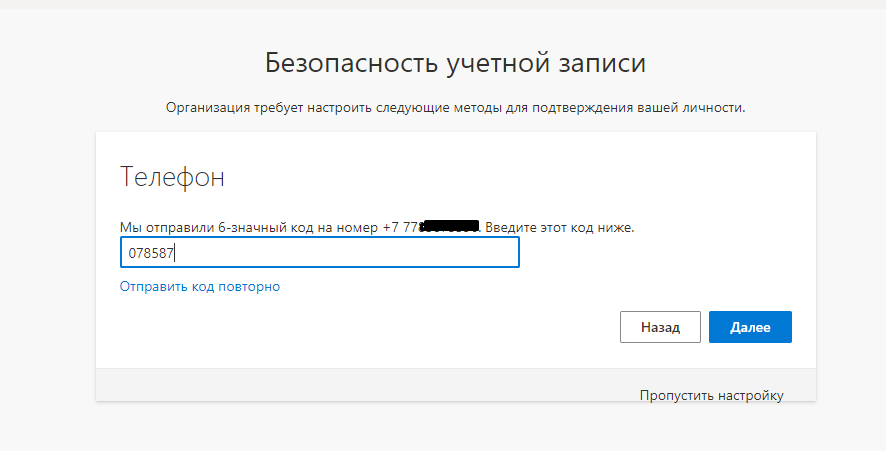 Безопасность учетной записи
Организация требует настроить следующие методы для подтверждения вашей личности.
Телефон
Мы отправили 6-значный код на номер +7 77 . Введите этот код ниже.
078587
Отправить код повторно
Назад
Далее
Пропустить настройку